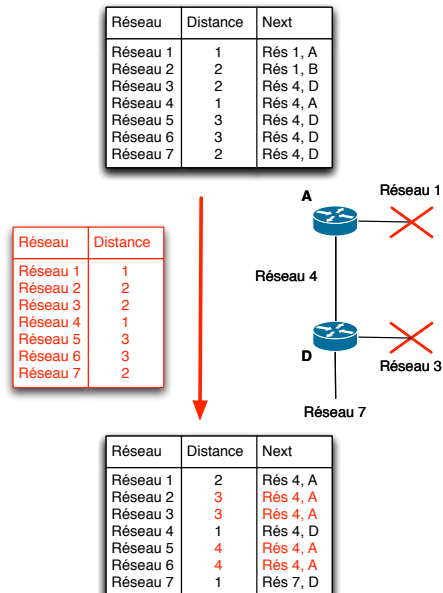 Réseau Distance Next
Réseau 1 1 Rés 1, A
Réseau 2 2 Rés 1, B
Réseau 3 2 Rés 4, D
Réseau 4 1 Rés 4, A
Réseau 5 3 Rés 4, D
Réseau 6 3 Rés 4, D
Réseau 7 2 Rés 4, D
A
Réseau 1
Réseau 4
D
Réseau 3
Réseau 7
Réseau Distance
Réseau 1 1
Réseau 2 2
Réseau 3 2
Réseau 4 1
Réseau 5 3
Réseau 6 3
Réseau 7 2
Réseau Distance Next
Réseau 1 2 Rés 4, A
Réseau 2 3 Rés 4, A
Réseau 3 3 Rés 4, A
Réseau 4 1 Rés 4, D
Réseau 5 4 Rés 4, A
Réseau 6 4 Rés 4, A
Réseau 7 1 Rés 7, D